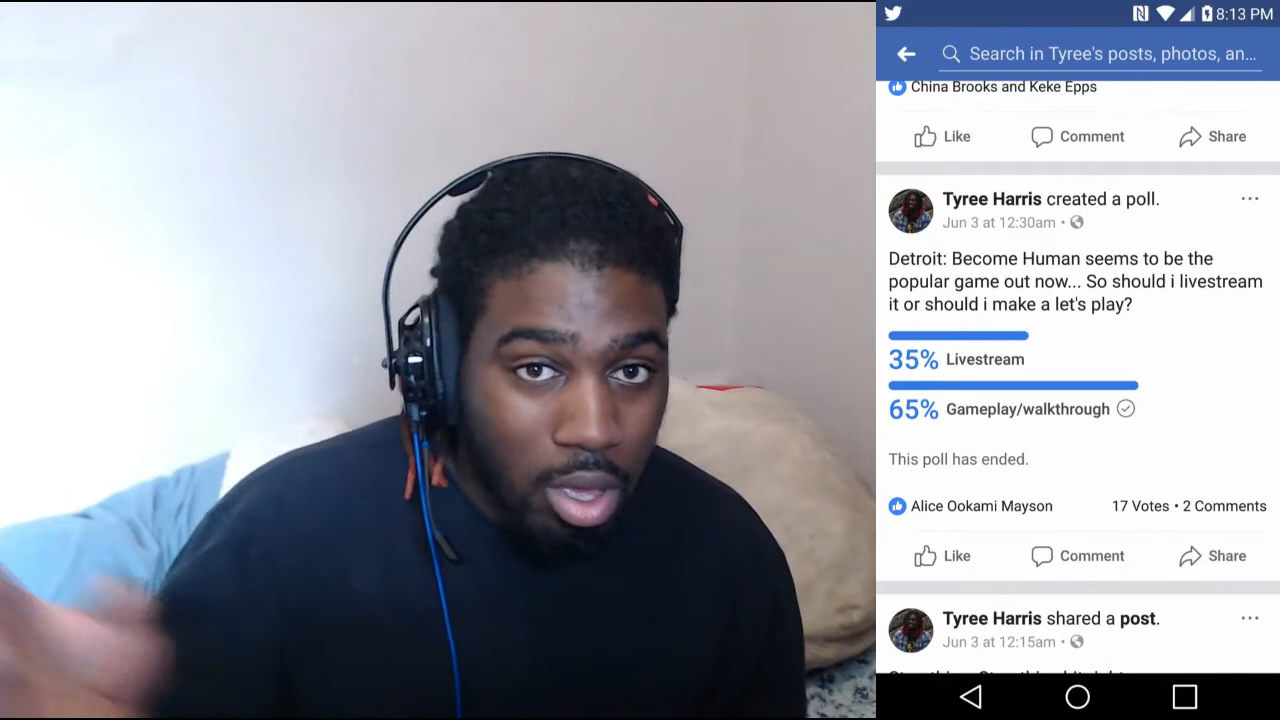 8:13 PM
Search in Tyree's posts, photos, an...
China Brooks and Keke Epps
Like Comment Share
Tyree Harris created a poll.
Jun 3 at 12:30am •
Detroit: Become Human seems to be the
popular game out now... So should i livestream
it or should i make a let's play?
35% Livestream
65% Gameplay/walkthrough
This poll has ended.
Alice Ookami Mayson 17 Votes • 2 Comments
Like Comment Share
Tyree Harris shared a post.
Jun 3 at 12:15am •